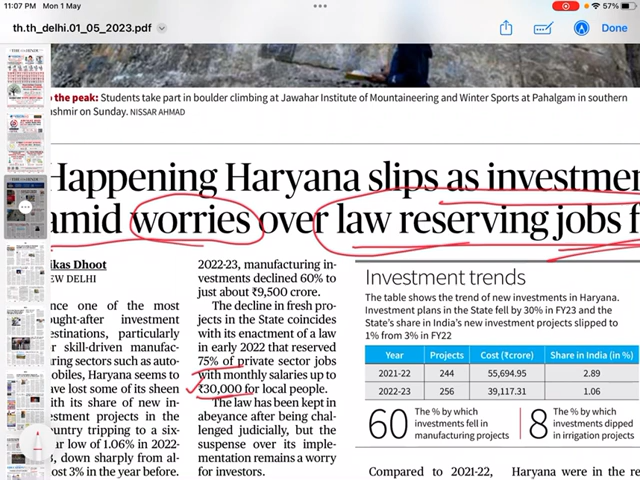 11:07 PM Mon 1 May
57%
th.th_delhi.01_05_2023.pdf
Done
the peak: Students take part in boulder climbing at Jawahar Institute of Mountaineering and Winter Sports at Pahalgam in southern
ashmir on Sunday. NISSAR AHMAD
Happening Haryana slips as investmen
amid worries over law reserving jobs f
ikas Dhoot
EW DELHI
nce one of the most
ught-after investment
estinations, particularly
r skill-driven manufac-
ring sectors such as auto-
obiles, Haryana seems to
ave lost some of its sheen
ith its share of new in-
estment projects in the
untry tripping to a six-
ar low of 1.06% in 2022-
3, down sharply from al-
ost 3% in the year before.
2022-23, manufacturing in-
vestments declined 60% to
just about ₹9,500 crore.
The decline in fresh pro-
jects in the State coincides
with its enactment of a law
in early 2022 that reserved
75% of private sector jobs
with monthly salaries up to
₹30,000 for local people.
The law has been kept in
abeyance after being chal-
lenged judicially, but the
suspense over its imple-
mentation remains a worry
for investors.
Investment trends
The table shows the trend of new investments in Haryana.
Investment plans in the State fell by 30% in FY23 and the
State's share in India's new investment projects slipped to
1% from 3% in FY22
Year Projects Cost (₹crore) Share in India (in %)
2021-22 244 55,694.95 2.89
2022-23 256 39,117.31 1.06
60 The % by which investments fell in manufacturing projects
8 The % by which investments dipped in irrigation projects
Compared to 2021-22,
Haryana were in the re